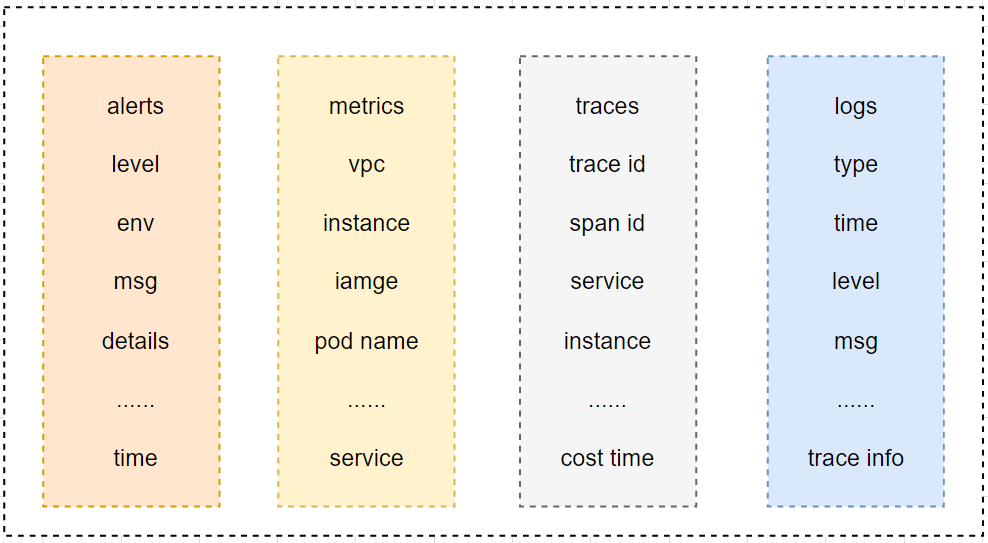 alerts
level
env
msg
details
......
time
metrics
vpc
instance
iamge
pod name
......
service
traces
trace id
span id
service
instance
......
cost time
logs
type
time
level
msg
......
trace info